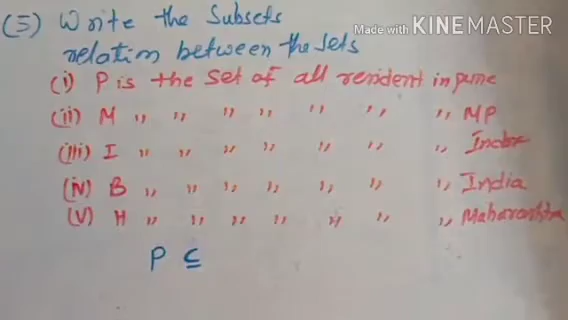 Made with KINEMASTER
(5) Write the Subsets
relation between the sets
(i) P is the set of all resident in pune
(ii) M ,, ,, ,, ,, ,, ,, ,, MP
(iii) I ,, ,, ,, ,, ,, ,, ,,
(iv) B ,, ,, ,, ,, ,, ,, ,, India
(v) H ,, ,, ,, ,, ,, ,, ,, Maharashtra
P ⊆